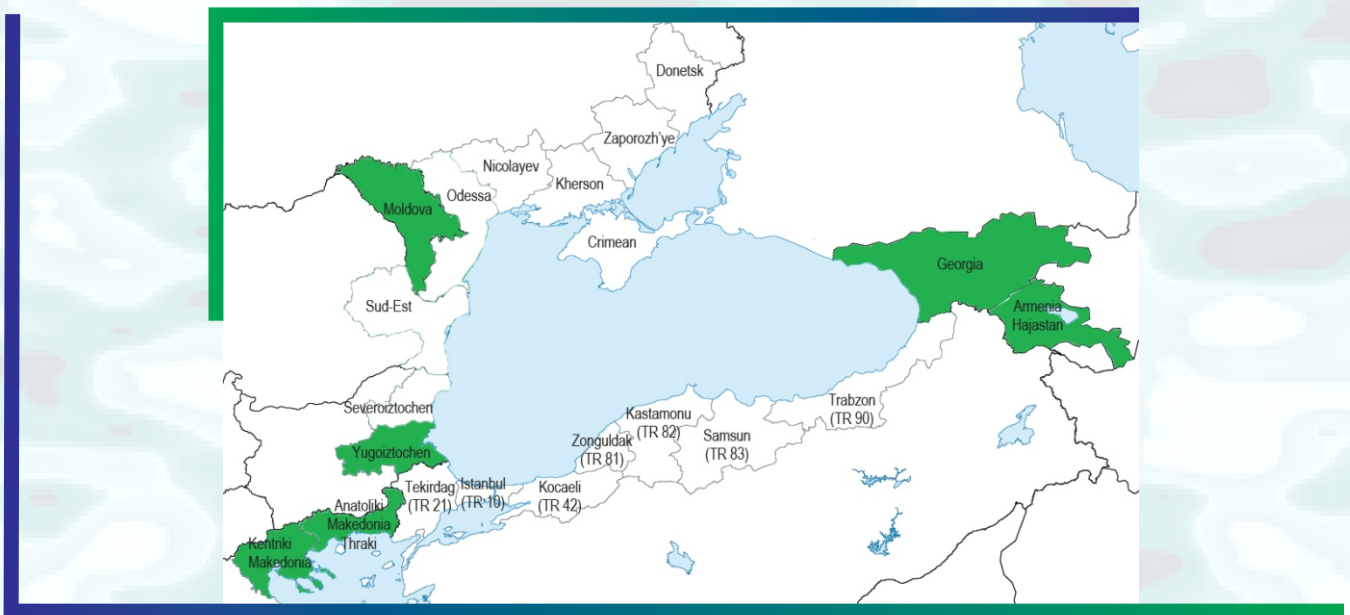 Donetsk
Zaporozh'ye
Nicolayev
Kherson
Odessa
Moldova
Crimean
Georgia
Sud-Est
Armenia
Hajastan
Severoiztochen
Trabzon
(TR 90)
Kastamonu
(TR 82)
Samsun
(TR 83)
Zonguldak
(TR 81)
Yugoiztochen
Tekirdag
(TR 21)
Istanbul
(TR 10)
Kocaeli
(TR 42)
Anatoliki
Makedonia
Thraki
Kentriki
Makedonia